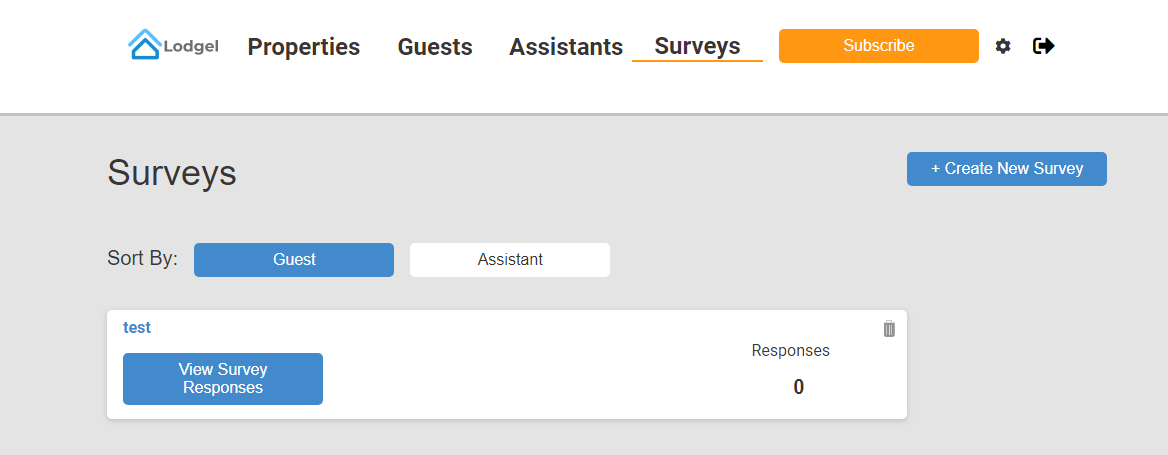 Lodgel Properties Guests Assistants Surveys Subscribe
Surveys + Create New Survey
Sort By: Guest Assistant
test
View Survey
Responses
Responses
0